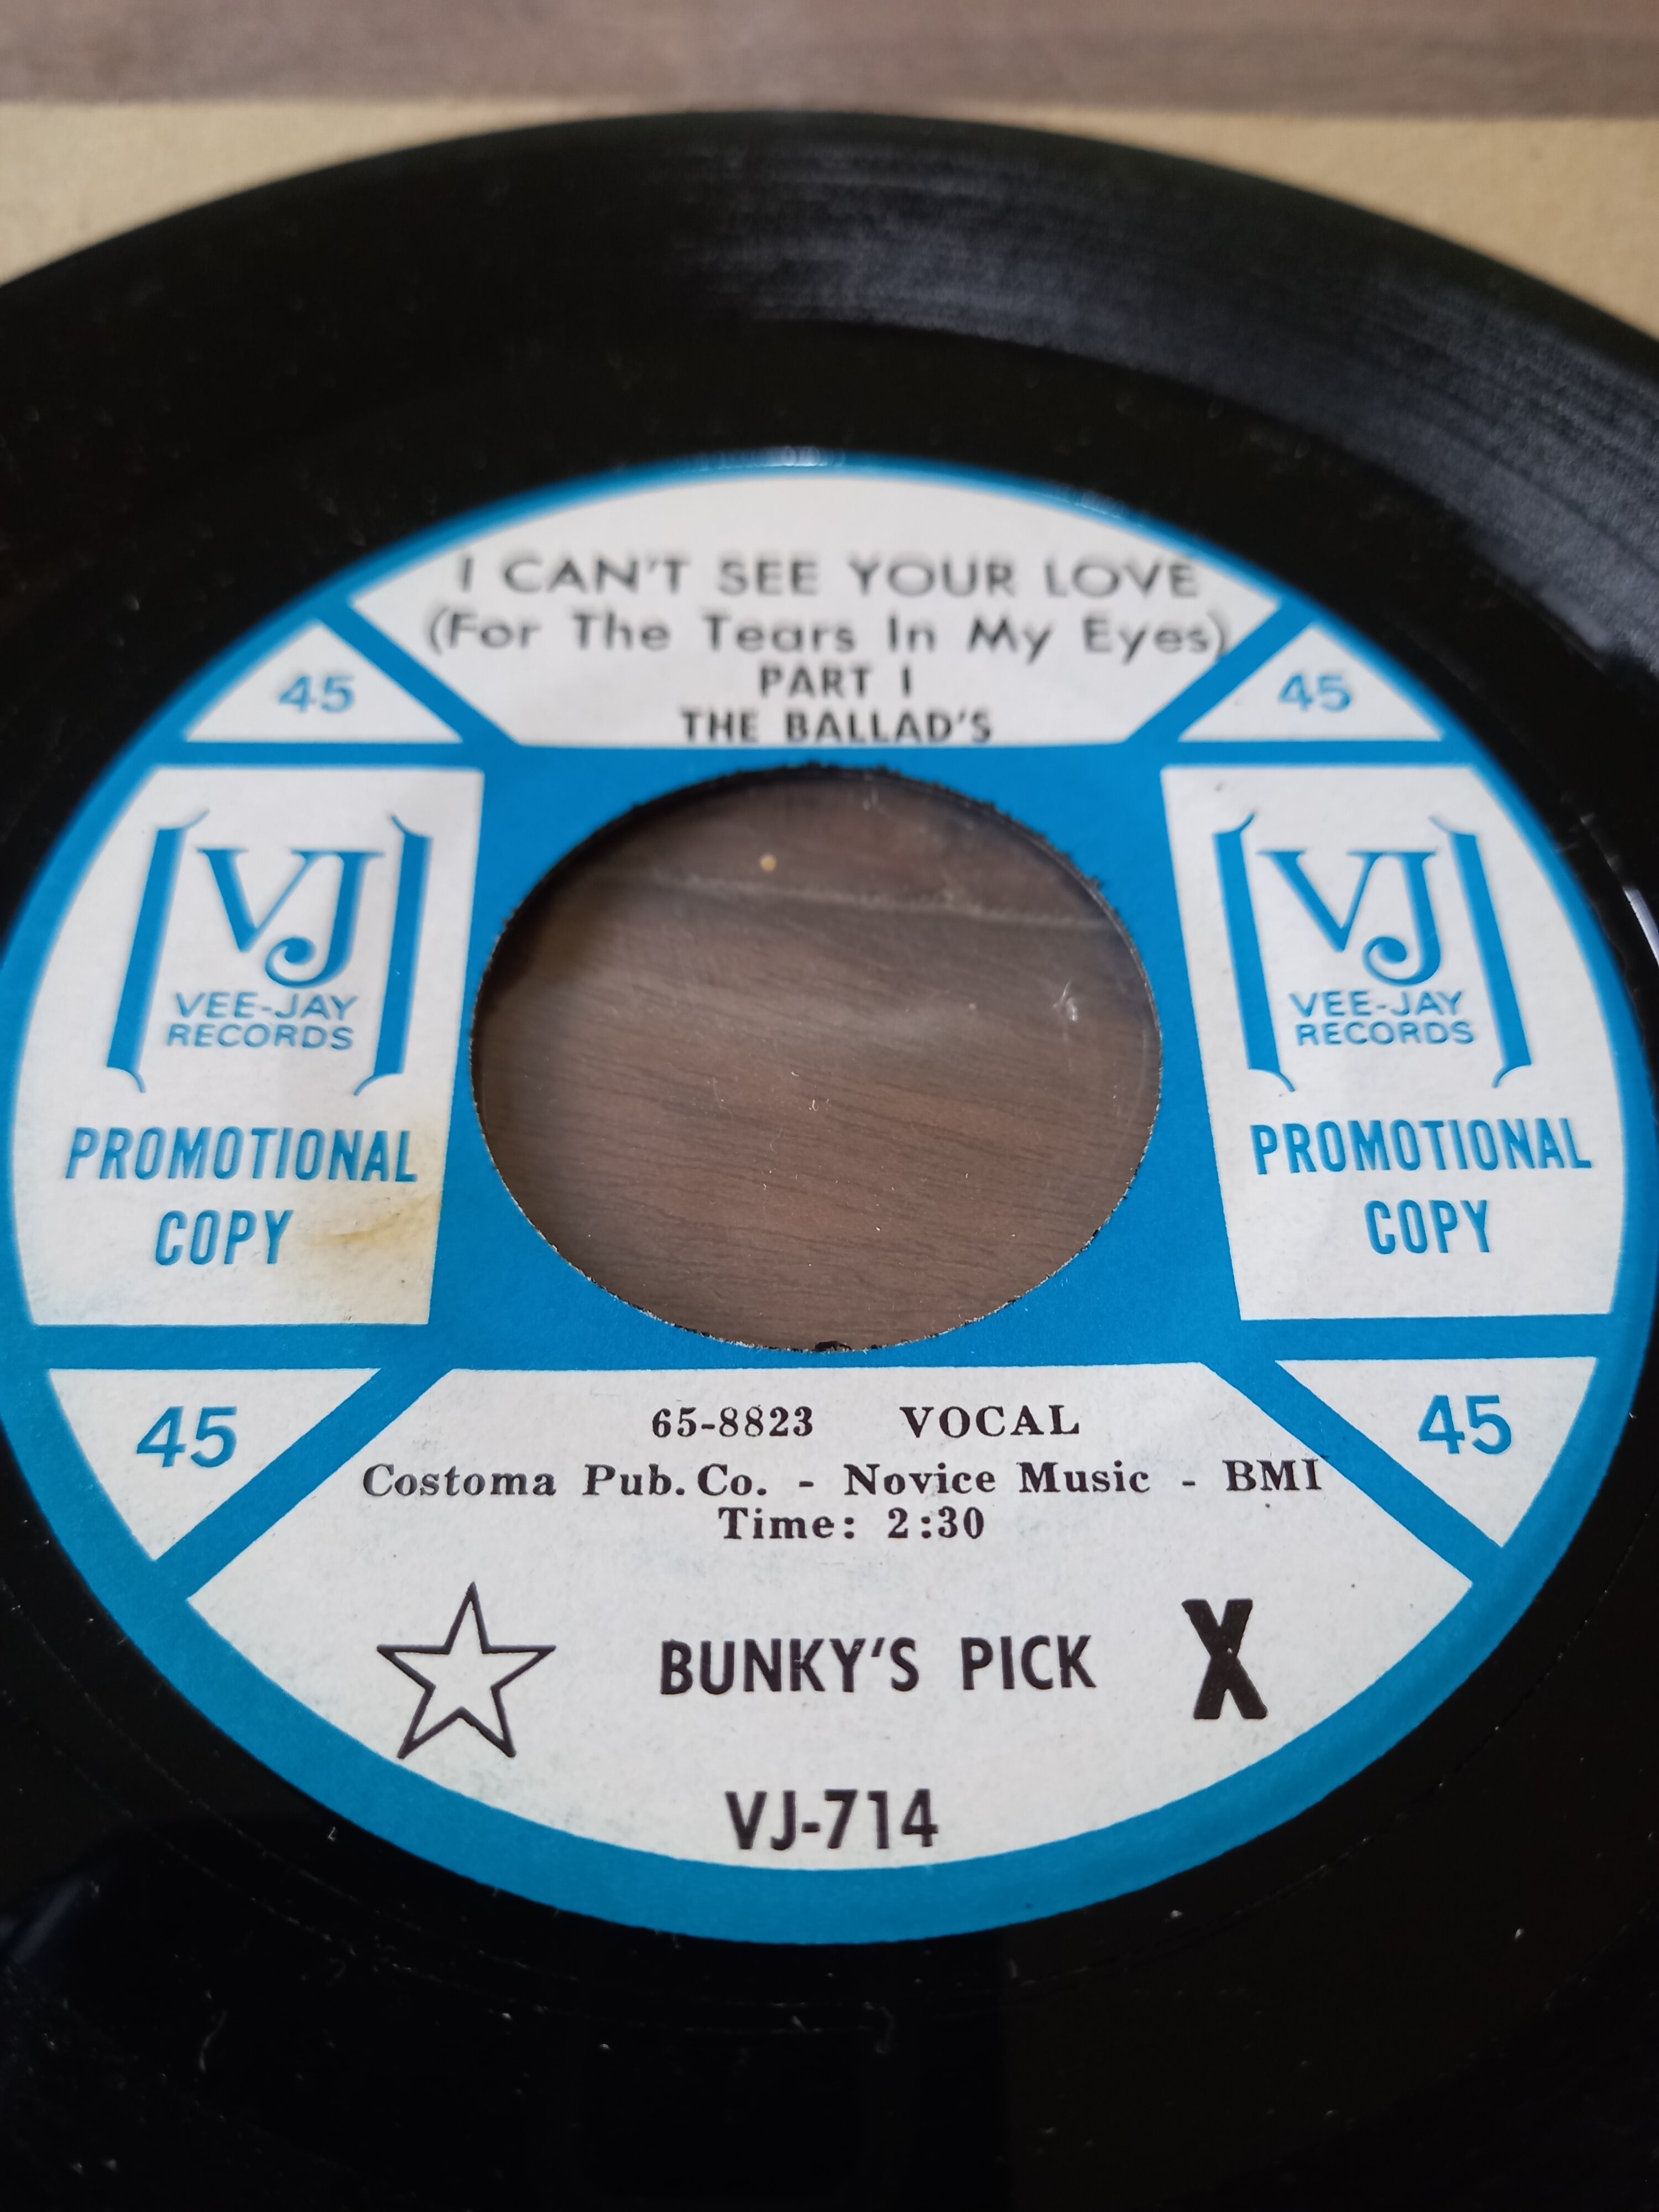 I CAN'T SEE YOUR LOVE
(For The Tears In My Eyes)
PART I
THE BALLAD'S
45
45
VJ
VEE-JAY
RECORDS
PROMOTIONAL
COPY
VJ
VEE-JAY
RECORDS
PROMOTIONAL
COPY
45
45
65-8823 VOCAL
Costoma Pub. Co. - Novice Music - BMI
Time: 2:30
BUNKY'S PICK X
VJ-714